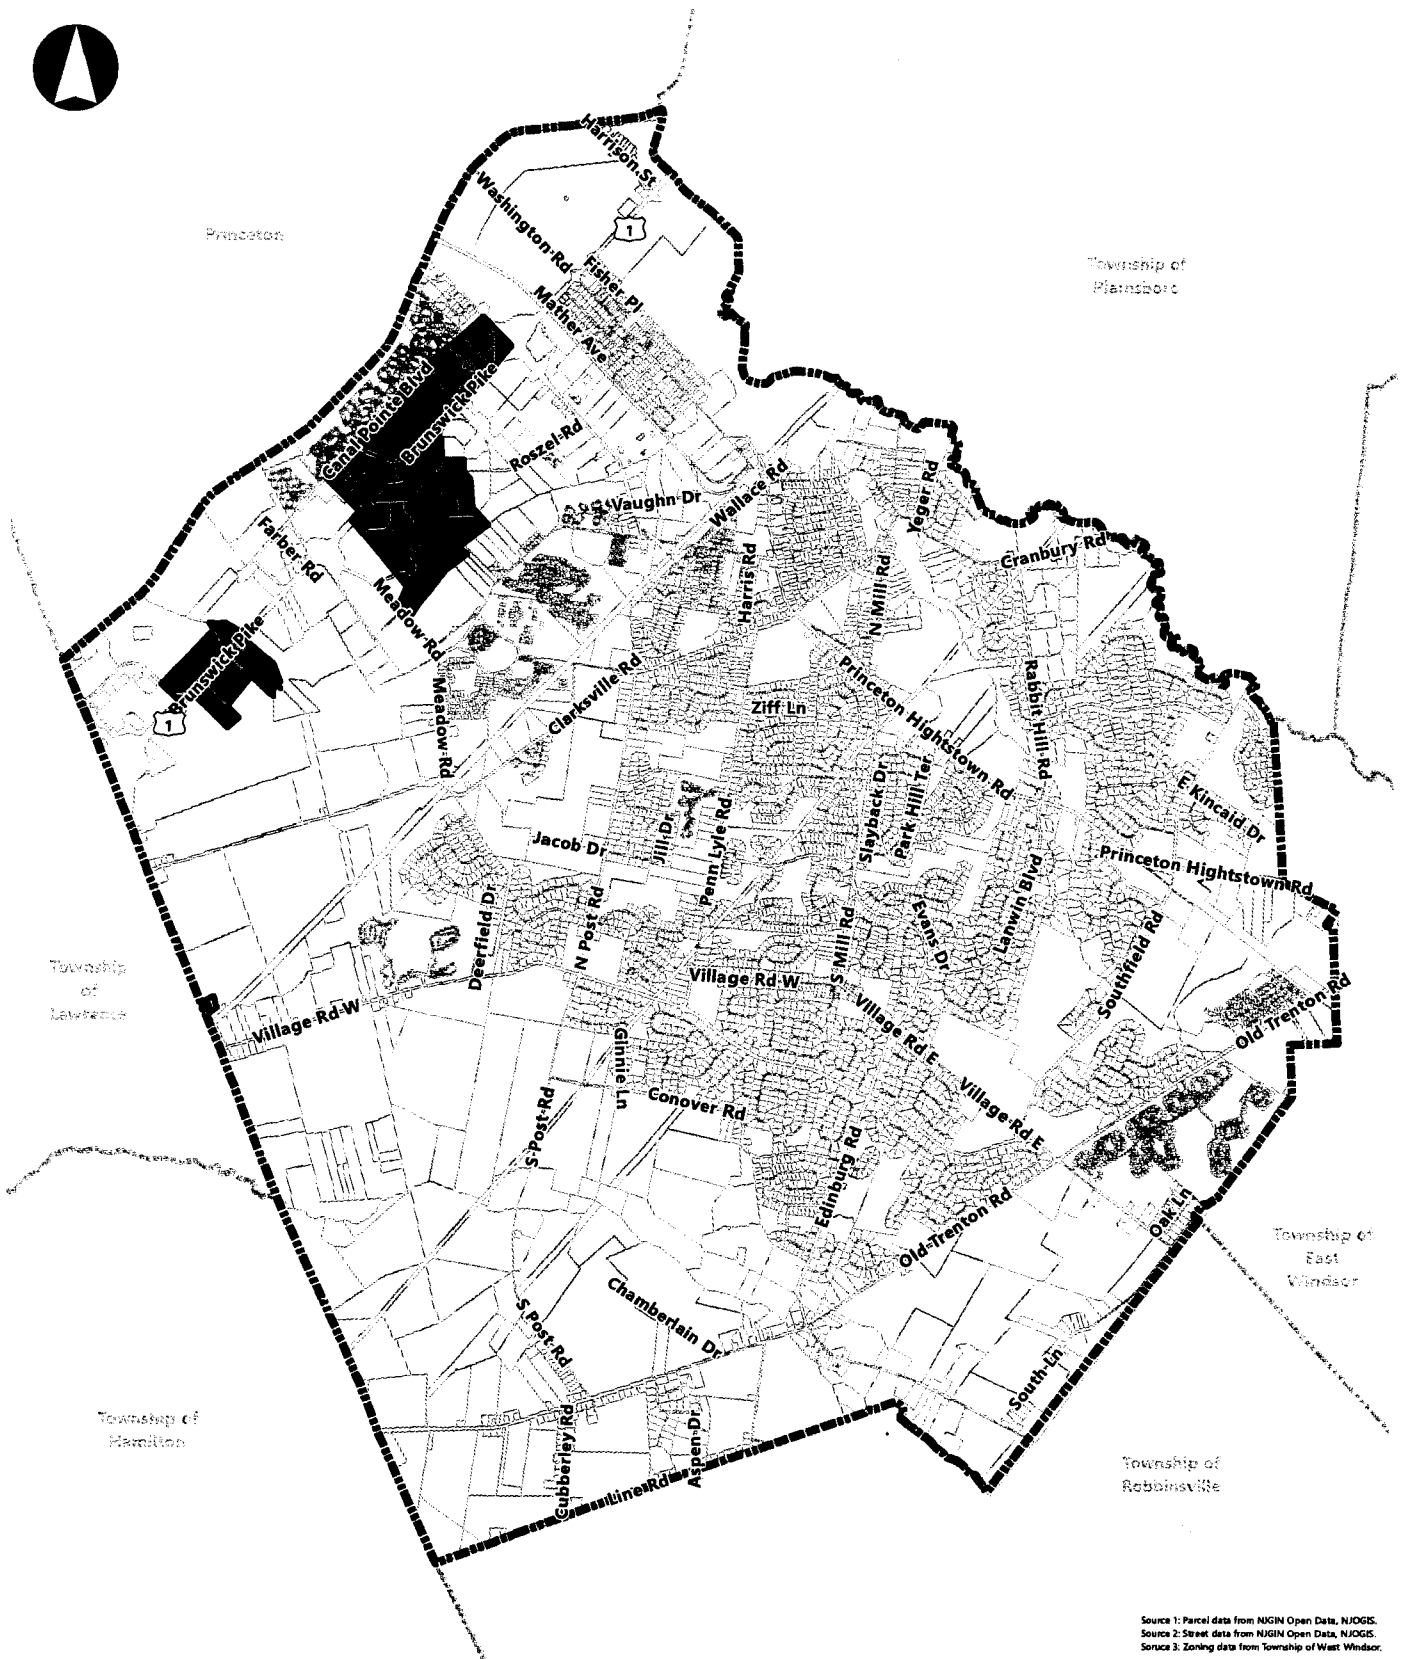 Harrison St
Washington Rd
1
Princeton
Fisher Pl
Mather Ave
Township of
Plainsboro
Canal Pointe Blvd
Brunswick Pike
Roszel Rd
Vaughn Dr
Wallace Rd
Yeger Rd
Cranbury Rd
Farber Rd
Harris Rd
N Mill Rd
Meadow Rd
Brunswick Pike
1
Meadow Rd
Clarksville Rd
Princeton Hightstown Rd
Rabbit Hill Rd
Ziff Ln
Slayback Dr
Park Hill Ter
E Kincaid Dr
Jacob Dr
Jill Dr
Penn Lyle Rd
Princeton Hightstown Rd
Lanwin Blvd
Deerfield Dr
N Post Rd
S Mill Rd
Evans Dr
Southfield Rd
Township
of
Lawrence
Village Rd W
Village Rd W
Village Rd E
Old Trenton Rd
Ginnie Ln
Conover Rd
S Post Rd
Village Rd E
Edinburg Rd
Old Trenton Rd
Oak Ln
Township of
East
Windsor
Chamberlain Dr
S Post Rd
South Ln
Township of
Hamilton
Cubberley Rd
Aspen Dr
Line Rd
Township of
Robbinsville
Source 1: Parcel data from NJGIN Open Data, NJOGIS.
Source 2: Street data from NJGIN Open Data, NJOGIS.
Soruce 3: Zoning data from Township of West Windsor.